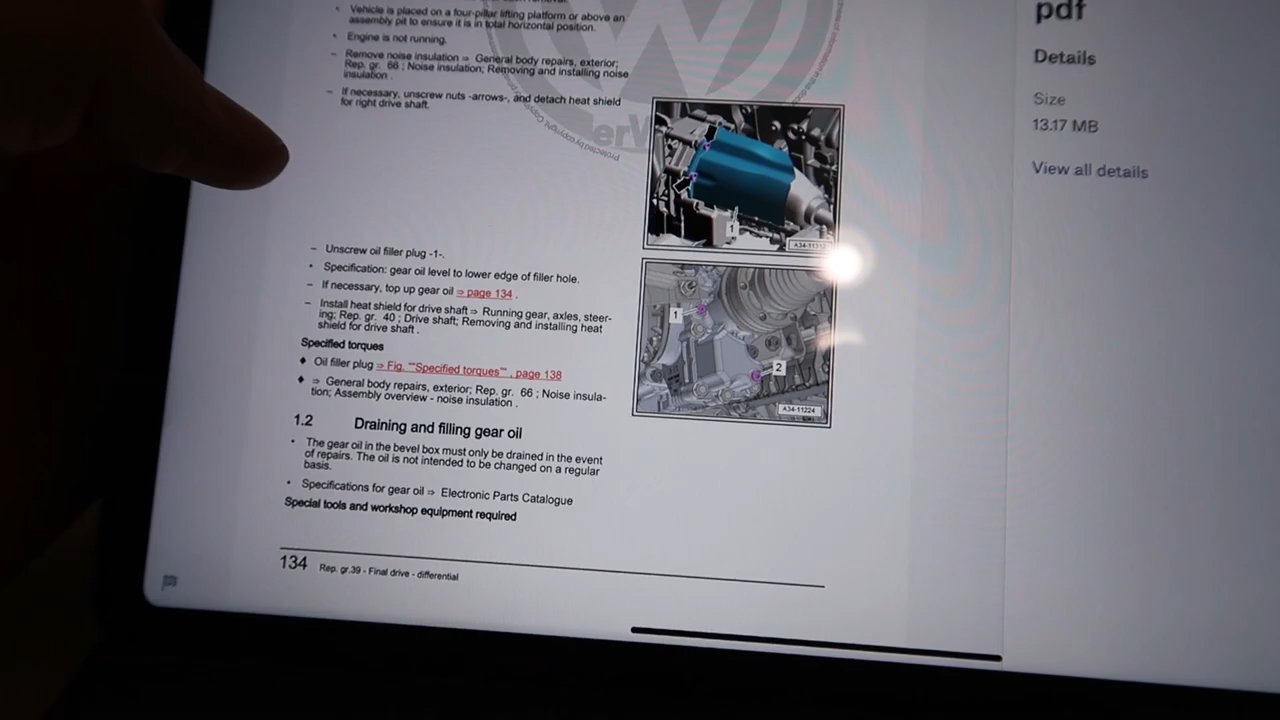 Vehicle is placed on a four-pillar lifting platform or above an
assembly pit to ensure it is in total horizontal position.
Engine is not running.
Remove noise insulation ⇒ General body repairs, exterior;
Rep. gr. 66 ; Noise insulation; Removing and installing noise
insulation .
If necessary, unscrew nuts -arrows-, and detach heat shield
for right drive shaft.
1
Unscrew oil filler plug -1-.
Specification: gear oil level to lower edge of filler hole.
If necessary, top up gear oil ⇒ page 134 .
Install heat shield for drive shaft ⇒ Running gear, axles, steer-
ing; Rep. gr. 40 ; Drive shaft; Removing and installing heat
shield for drive shaft .
1
2
A34-11224
Specified torques
Oil filler plug ⇒ Fig. ""Specified torques"" , page 138
⇒ General body repairs, exterior; Rep. gr. 66 ; Noise insula-
tion; Assembly overview - noise insulation .
1.2 Draining and filling gear oil
The gear oil in the bevel box must only be drained in the event
of repairs. The oil is not intended to be changed on a regular
basis.
Specifications for gear oil ⇒ Electronic Parts Catalogue
Special tools and workshop equipment required
134 Rep. gr.39 - Final drive - differential
pdf
Details
Size
13.17 MB
View all details